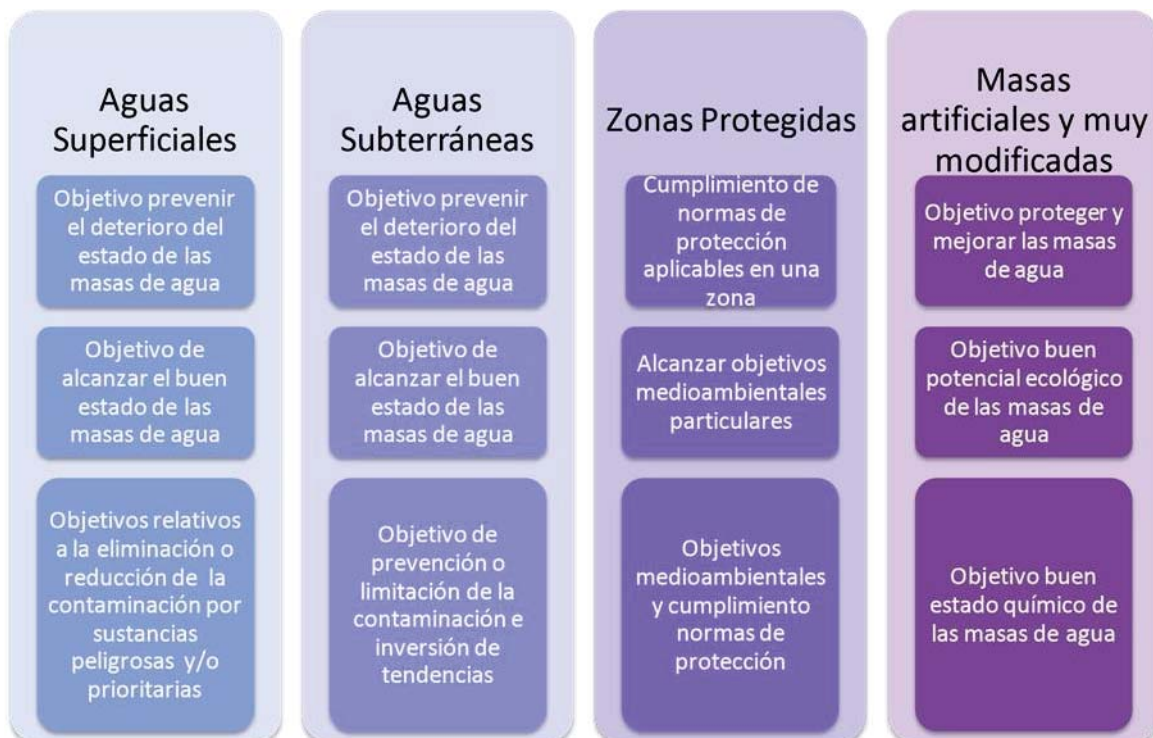 Aguas
Superficiales
Objetivo prevenir
el deterioro del
estado de las
masas de agua
Objetivo de
alcanzar el buen
estado de las
masas de agua
Objetivos relativos
a la eliminación o
reducción de la
contaminación por
sustancias
peligrosas y/o
prioritarias
Aguas
Subterráneas
Objetivo prevenir
el deterioro del
estado de las
masas de agua
Objetivo de
alcanzar el buen
estado de las
masas de agua
Objetivo de
prevención o
limitación de la
contaminación e
inversión de
tendencias
Zonas Protegidas
Cumplimiento de
normas de
protección
aplicables en una
zona
Alcanzar objetivos
medioambientales
particulares
Objetivos
medioambientales
y cumplimiento
normas de
protección
Masas
artificiales y muy
modificadas
Objetivo proteger y
mejorar las masas
de agua
Objetivo buen
potencial ecológico
de las masas de
agua
Objetivo buen
estado químico de
las masas de agua